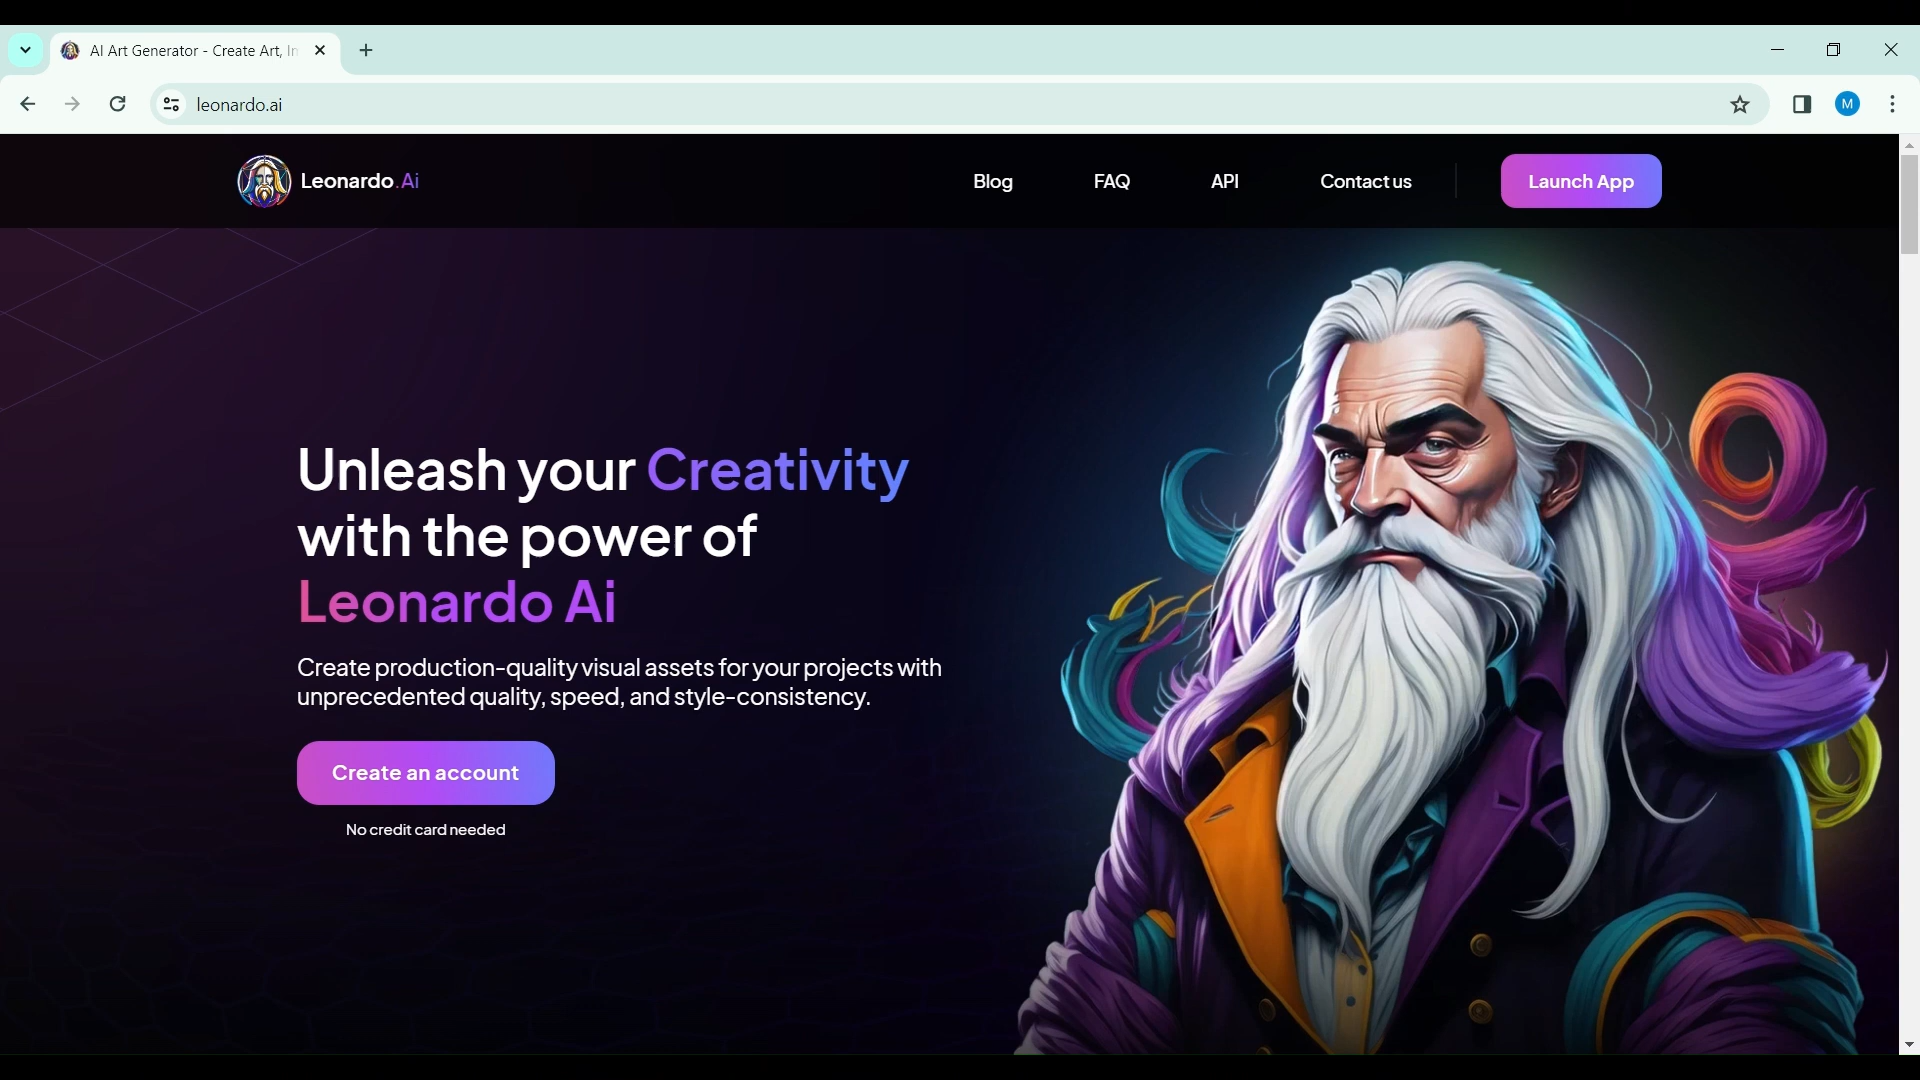 AI Art Generator - Create Art, Im
leonardo.ai
M
Leonardo.Ai
Blog
FAQ
API
Contact us
Launch App
Unleash your Creativity
with the power of
Leonardo Ai
Create production-quality visual assets for your projects with
unprecedented quality, speed, and style-consistency.
Create an account
No credit card needed